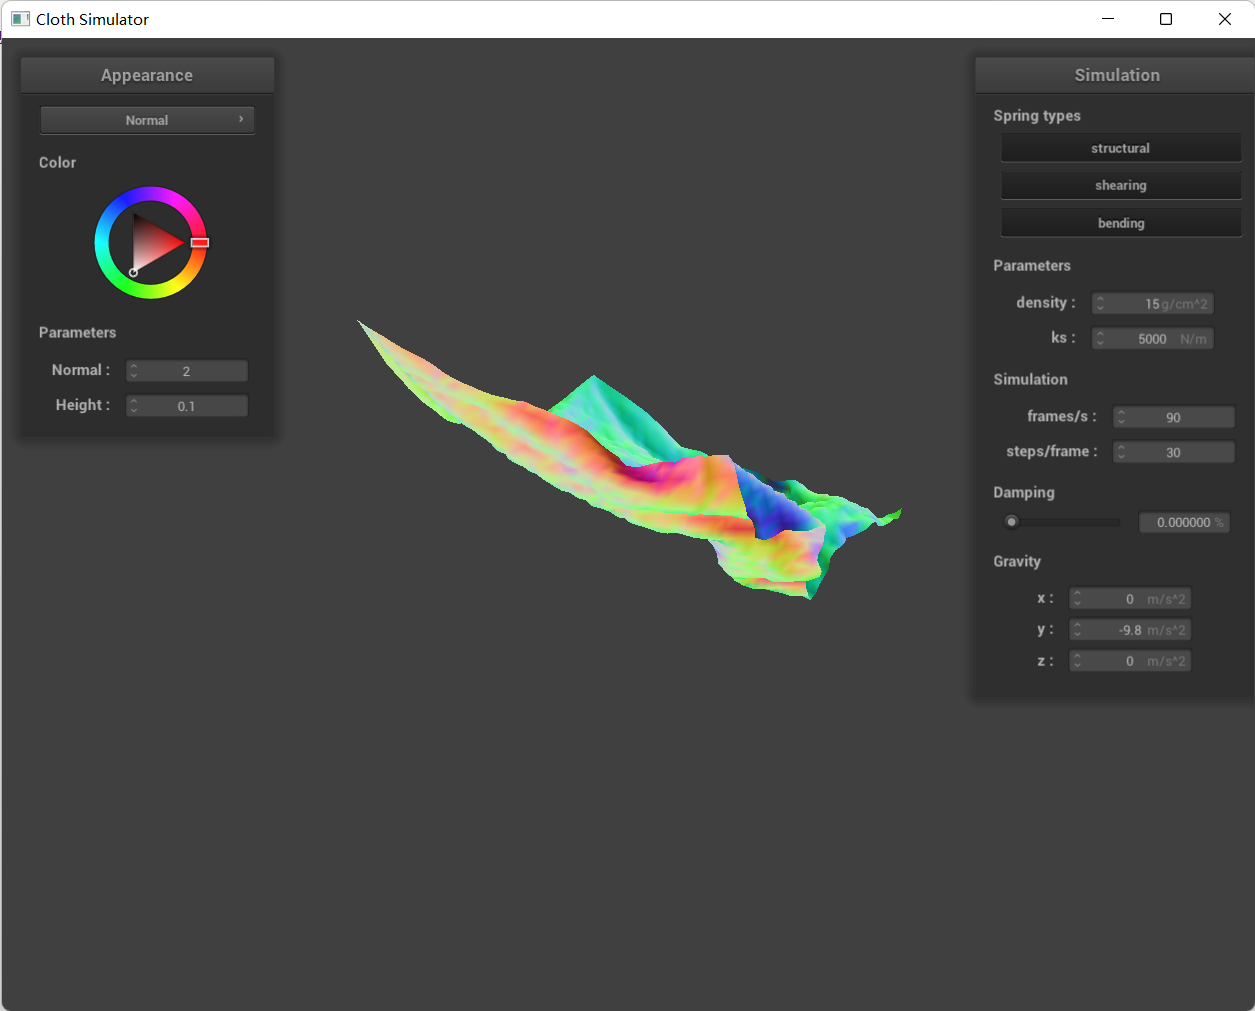 Cloth Simulator
Appearance
Normal
Color
Parameters
Normal : 2
Height : 0.1
Simulation
Spring types
structural
shearing
bending
Parameters
density : 15 g/cm^2
ks : 5000 N/m
Simulation
frames/s : 90
steps/frame : 30
Damping
0.000000 %
Gravity
x : 0 m/s^2
y : -9.8 m/s^2
z : 0 m/s^2